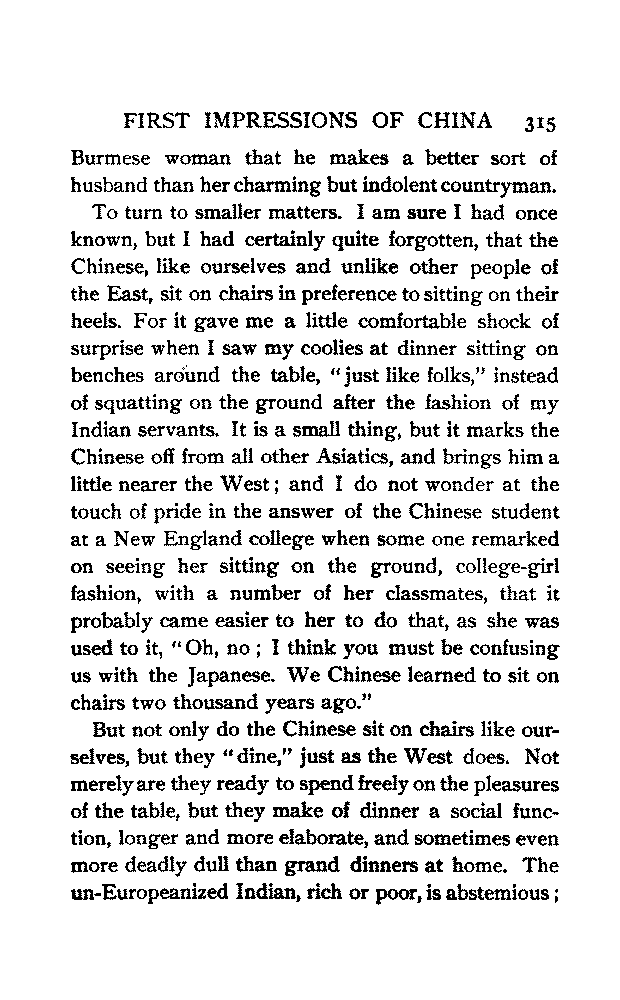 FIRST IMPRESSIONS OF CHINA 315
Burmese woman that he makes a better sort of
husband than her charming but indolent countryman.
To turn to smaller matters. I am sure I had once
known, but I had certainly quite forgotten, that the
Chinese, like ourselves and unlike other people of
the East, sit on chairs in preference to sitting on their
heels. For it gave me a little comfortable shock of
surprise when I saw my coolies at dinner sitting on
benches around the table, "just like folks," instead
of squatting on the ground after the fashion of my
Indian servants. It is a small thing, but it marks the
Chinese off from all other Asiatics, and brings him a
little nearer the West; and I do not wonder at the
touch of pride in the answer of the Chinese student
at a New England college when some one remarked
on seeing her sitting on the ground, college-girl
fashion, with a number of her classmates, that it
probably came easier to her to do that, as she was
used to it, "Oh, no; I think you must be confusing
us with the Japanese. We Chinese learned to sit on
chairs two thousand years ago."
But not only do the Chinese sit on chairs like our-
selves, but they "dine," just as the West does. Not
merely are they ready to spend freely on the pleasures
of the table, but they make of dinner a social func-
tion, longer and more elaborate, and sometimes even
more deadly dull than grand dinners at home. The
un-Europeanized Indian, rich or poor, is abstemious;